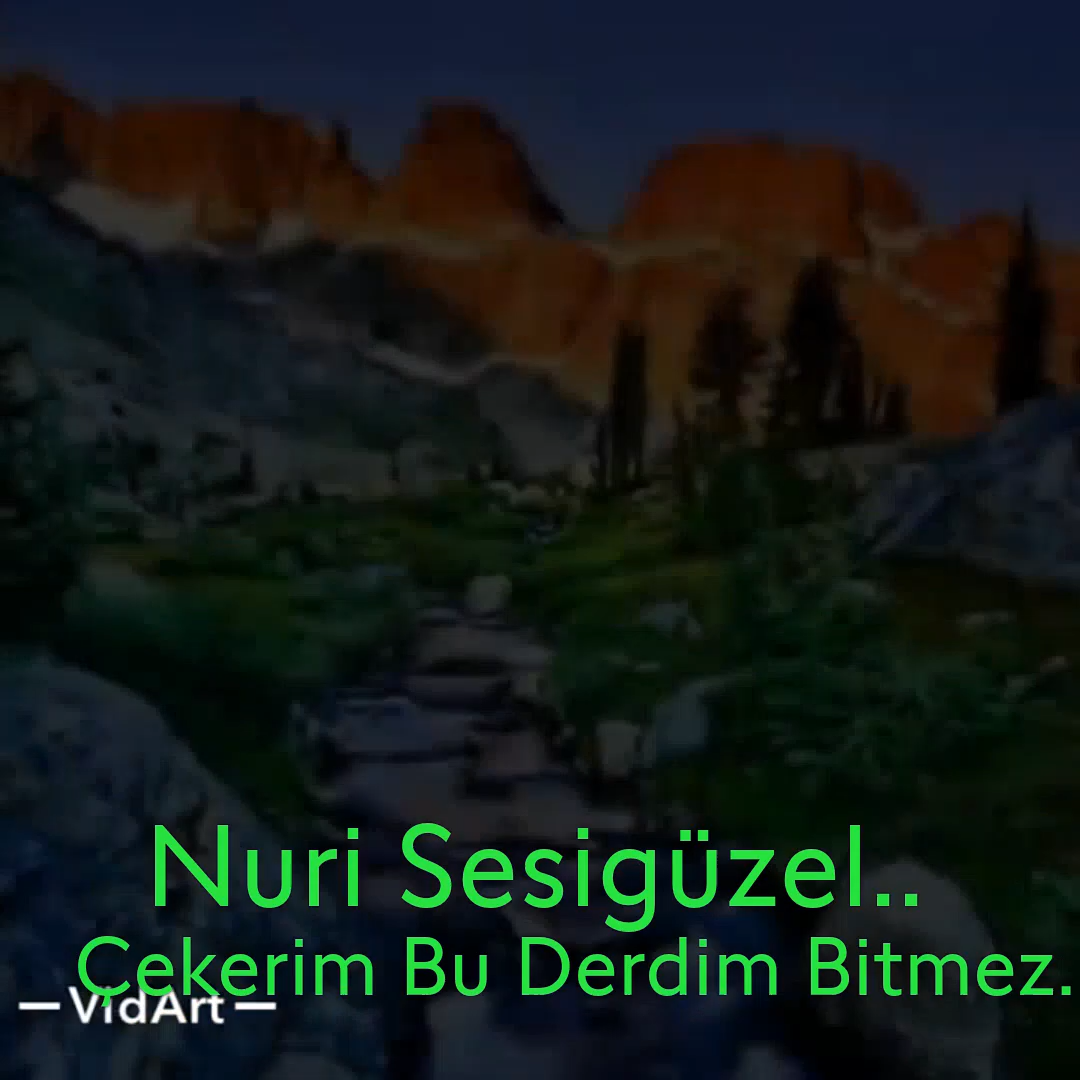 Nuri Sesigüzel..
Çekerim Bu Derdim Bitmez.
— VidArt —